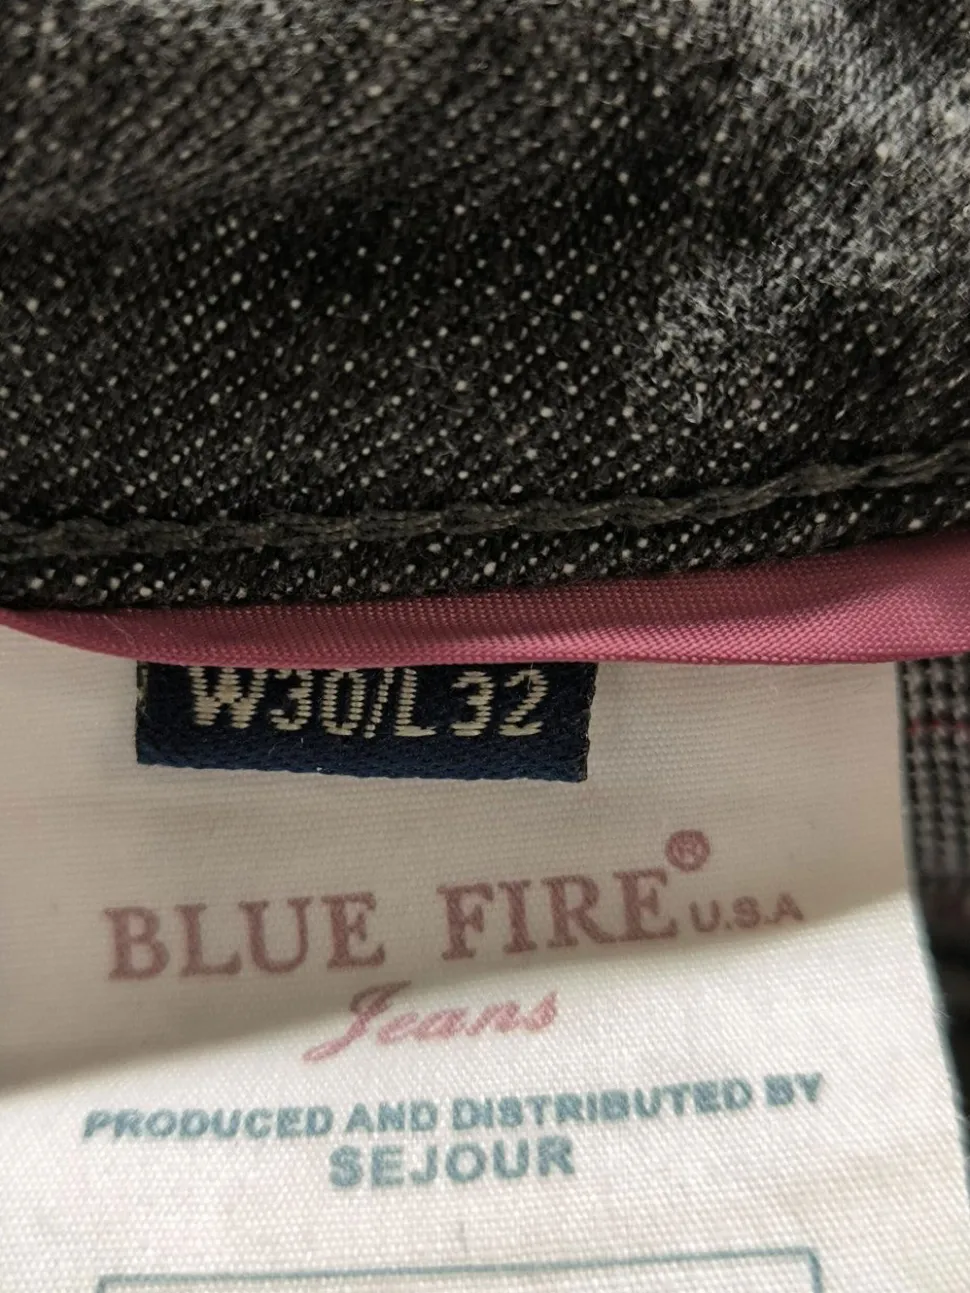 W30/L32
BLUE FIRE® U.S.A
Jeans
PRODUCED AND DISTRIBUTED BY
SEJOUR